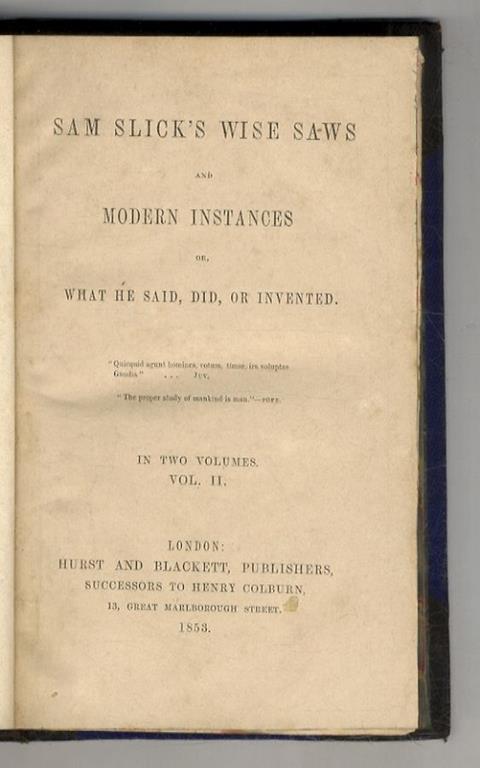 SAM SLICK'S WISE SAWS
AND
MODERN INSTANCES
OR,
WHAT HE SAID, DID, OR INVENTED.
"Quicquid agunt homines, votum, timor, ira voluptas
Gaudia" . . . JUV.
"The proper study of mankind is man."—POPE.
IN TWO VOLUMES.
VOL. II.
LONDON:
HURST AND BLACKETT, PUBLISHERS,
SUCCESSORS TO HENRY COLBURN,
13, GREAT MARLBOROUGH STREET.
1853.